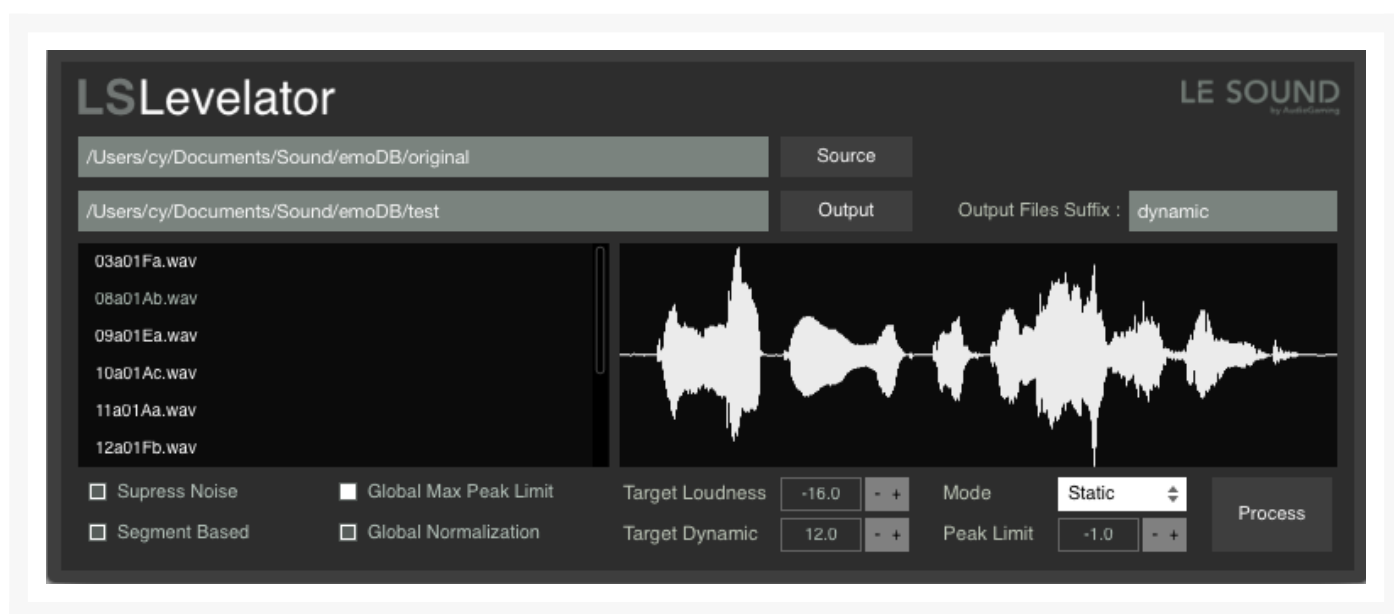 LSLevelator
LE SOUND
by AudioGaming
/Users/cy/Documents/Sound/emoDB/original
Source
/Users/cy/Documents/Sound/emoDB/test
Output
Output Files Suffix :
dynamic
03a01Fa.wav
08a01Ab.wav
09a01Ea.wav
10a01Ac.wav
11a01Aa.wav
12a01Fb.wav
Supress Noise
Global Max Peak Limit
Target Loudness
-16.0
- +
Mode
Static
Process
Segment Based
Global Normalization
Target Dynamic
12.0
- +
Peak Limit
-1.0
- +